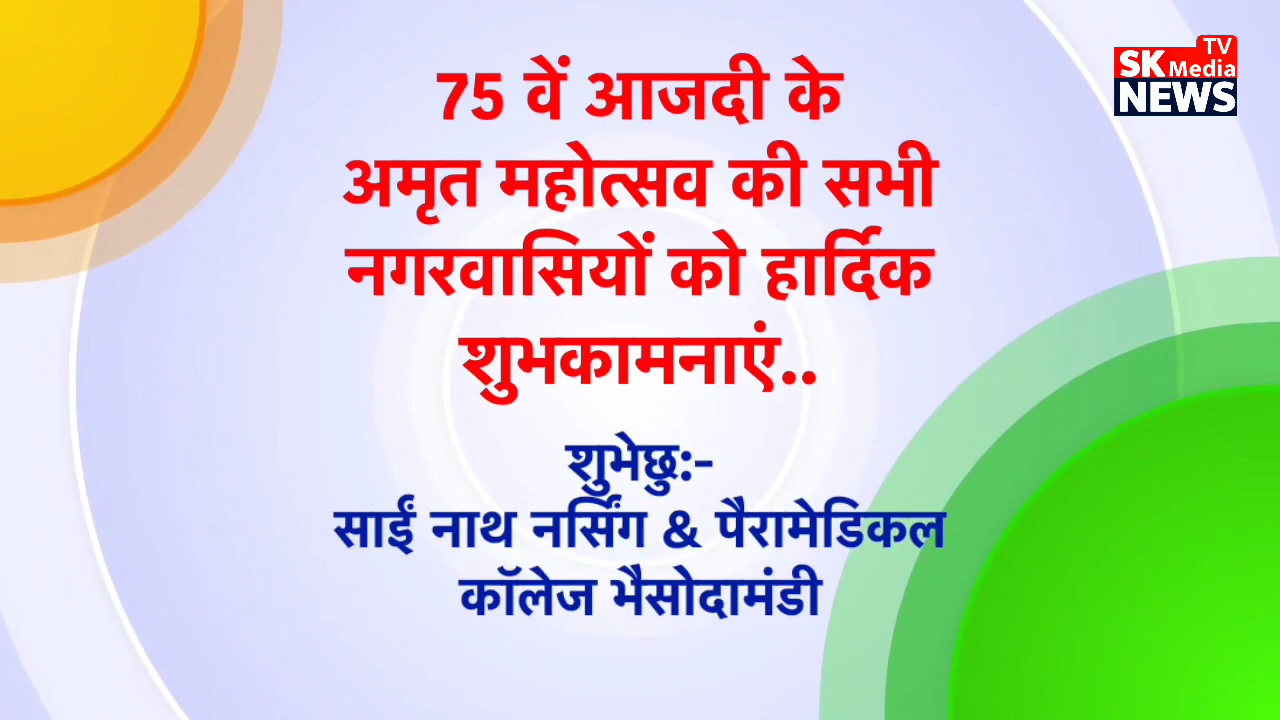 75 वें आजदी के
अमृत महोत्सव की सभी
नगरवासियों को हार्दिक
शुभकामनाएं..
शुभेछु:-
साईं नाथ नर्सिंग & पैरामेडिकल
कॉलेज भैसोदामंडी
TV
SK Media
NEWS